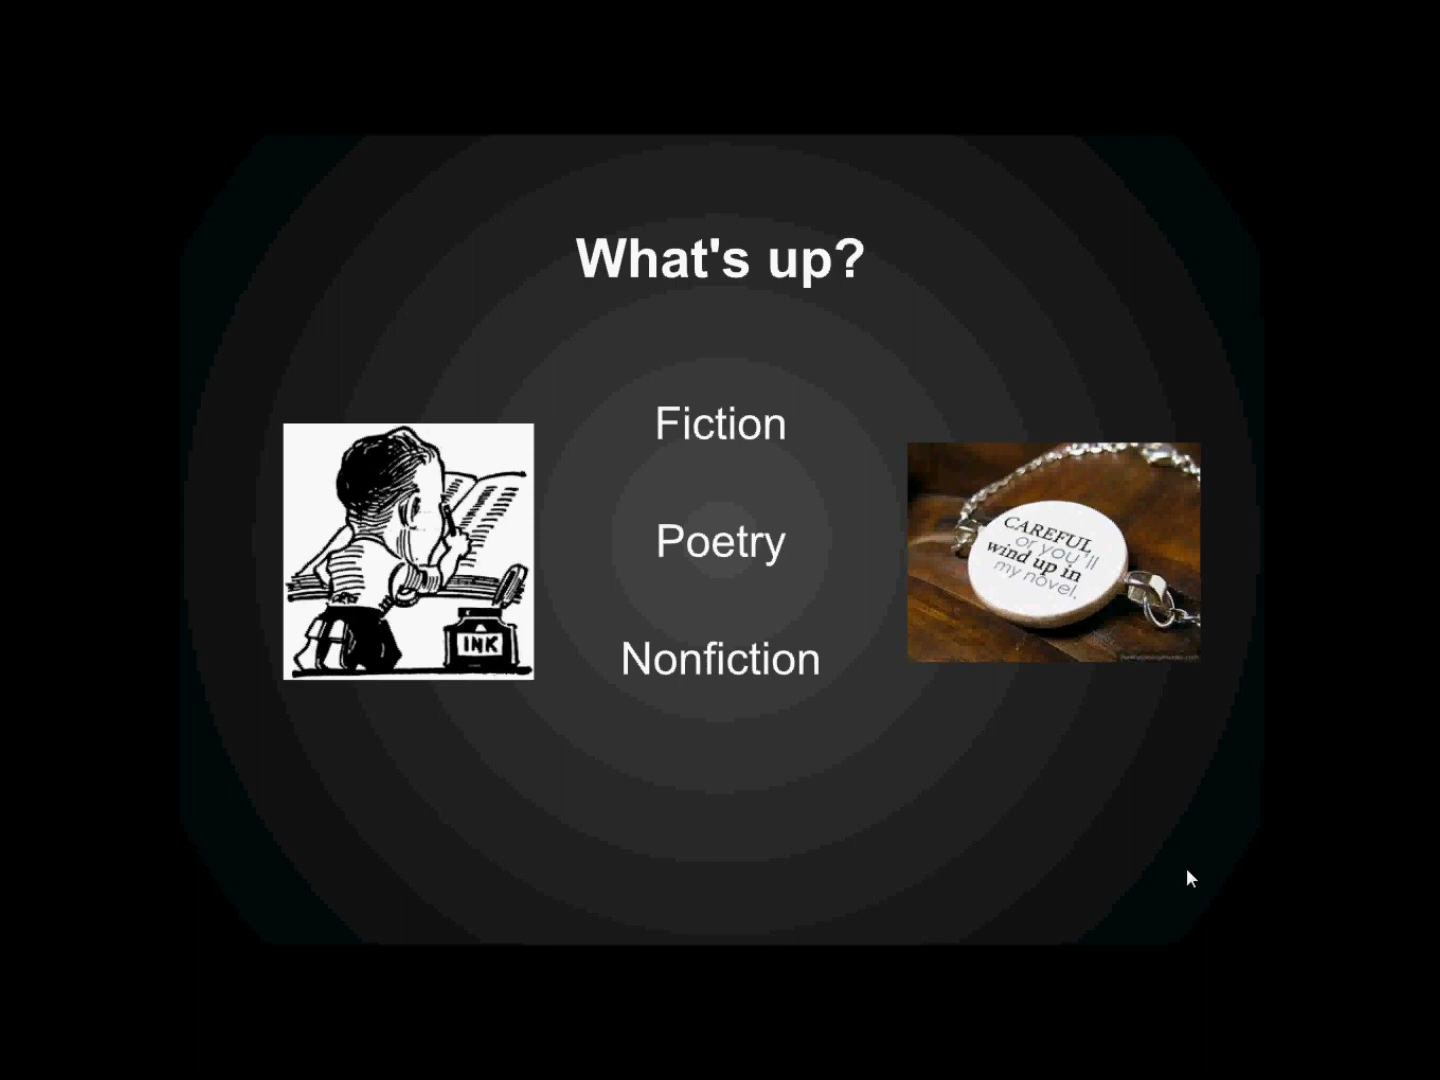 What's up?
Fiction
Poetry
Nonfiction
INK
CAREFUL
or you'll
wind up in
my novel.